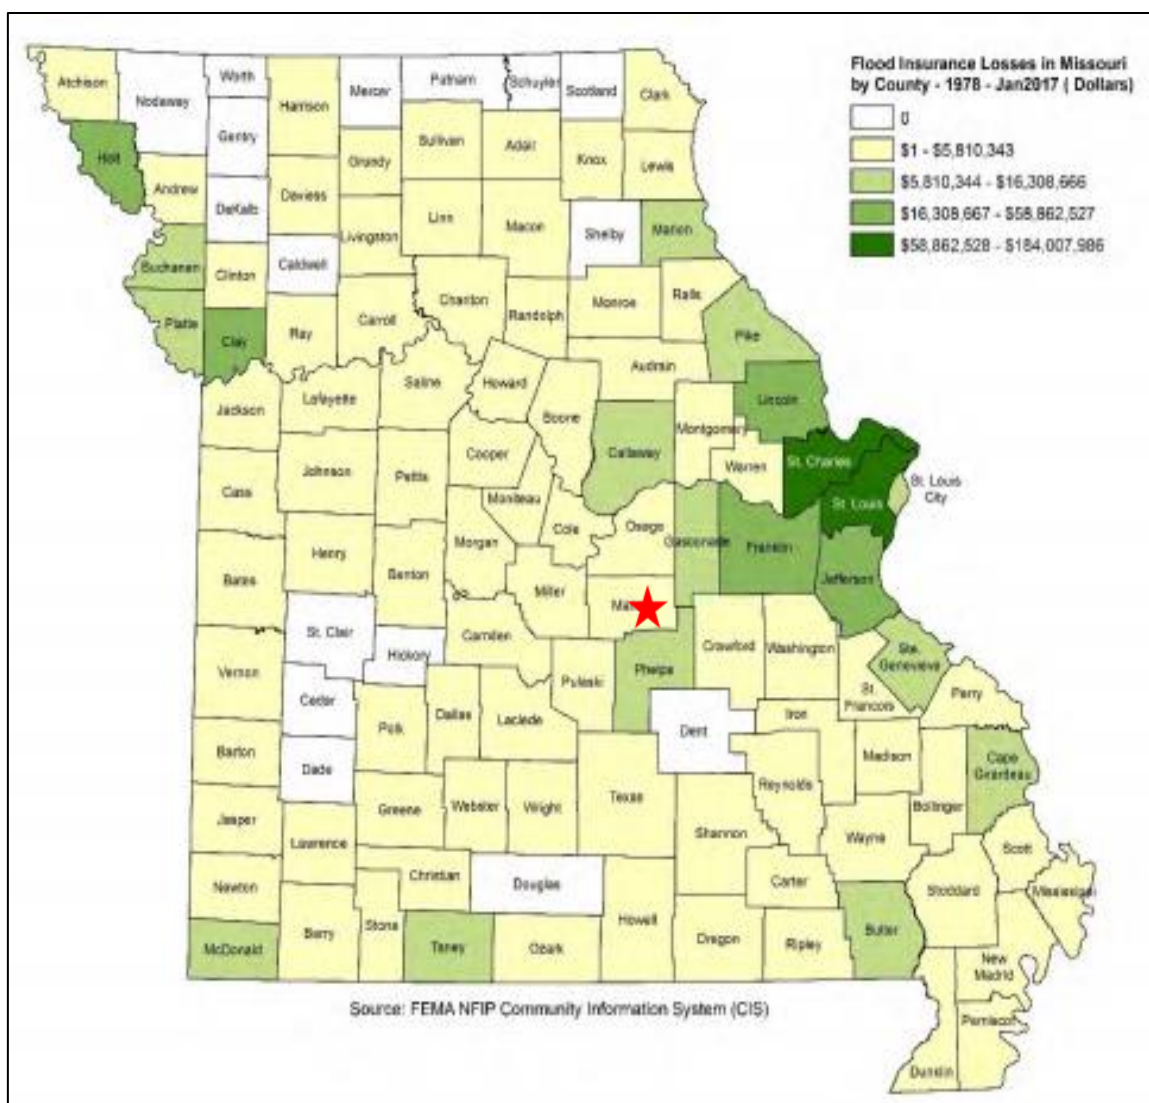 Flood Insurance Losses in Missouri
by County - 1978 - Jan2017 ( Dollars)
0
$1 - $5,810,343
$5,810,344 - $16,308,666
$16,308,667 - $58,862,527
$58,862,528 - $184,007,986
Atchison
Nodaway
Worth
Gentry
Harrison
Mercer
Putnam
Schuyler
Scotland
Clark
Holt
Andrew
DeKalb
Daviess
Grundy
Sullivan
Adair
Knox
Lewis
Buchanan
Clinton
Caldwell
Livingston
Linn
Macon
Shelby
Marion
Platte
Clay
Ray
Carroll
Chariton
Randolph
Monroe
Ralls
Pike
Jackson
Lafayette
Saline
Howard
Boone
Audrain
Callaway
Montgomery
Lincoln
Warren
St. Charles
St. Louis
St. Louis
City
Cass
Johnson
Pettis
Cooper
Moniteau
Cole
Osage
Gasconade
Franklin
Jefferson
Bates
Henry
Benton
Morgan
Miller
Ma
Vernon
St. Clair
Hickory
Camden
Pulaski
Phelps
Crawford
Washington
Ste.
Genevieve
St.
Francois
Perry
Cedar
Polk
Dallas
Laclede
Dent
Iron
Madison
Cape
Girardeau
Barton
Dade
Greene
Webster
Wright
Texas
Reynolds
Bollinger
Jasper
Lawrence
Christian
Douglas
Shannon
Wayne
Scott
Newton
Carter
Stoddard
Mississippi
McDonald
Barry
Stone
Taney
Ozark
Howell
Oregon
Ripley
Butler
New
Madrid
Pemiscot
Dunklin
Source: FEMA NFIP Community Information System (CIS)